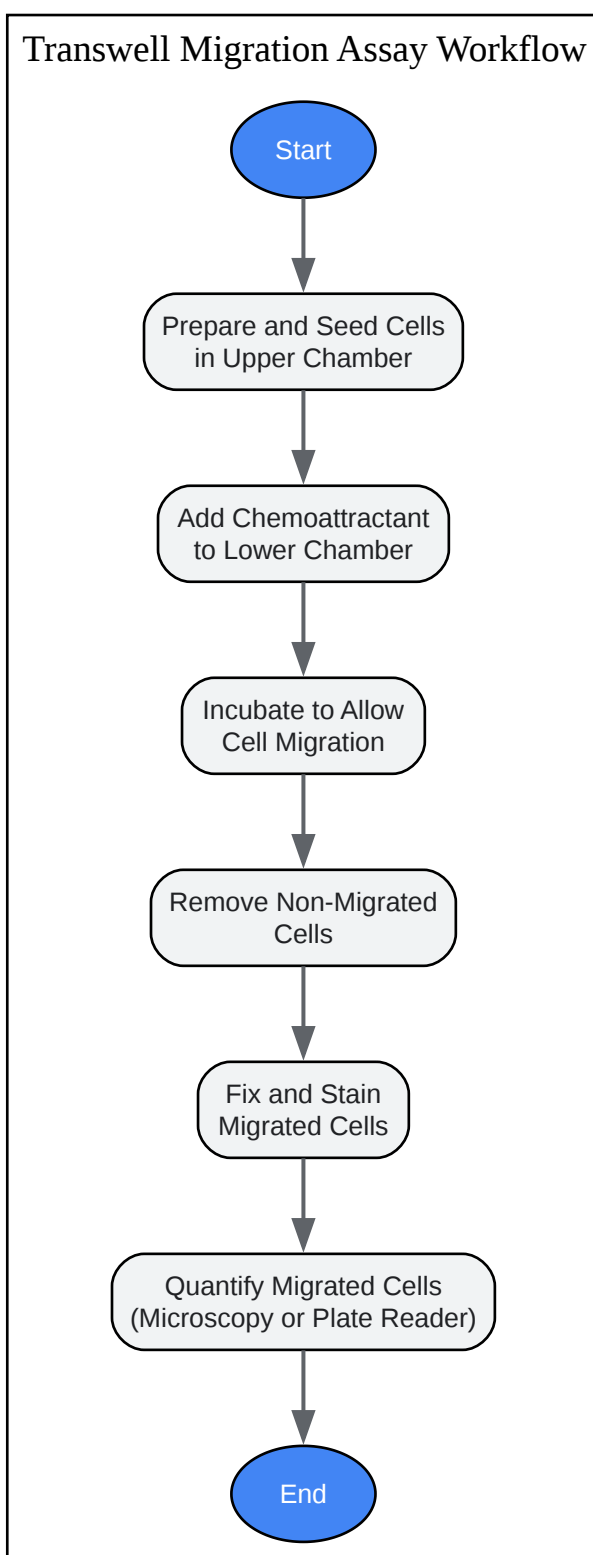 Transwell Migration Assay Workflow
Start
Prepare and Seed Cells
in Upper Chamber
Add Chemoattractant
to Lower Chamber
Incubate to Allow
Cell Migration
Remove Non-Migrated
Cells
Fix and Stain
Migrated Cells
Quantify Migrated Cells
(Microscopy or Plate Reader)
End